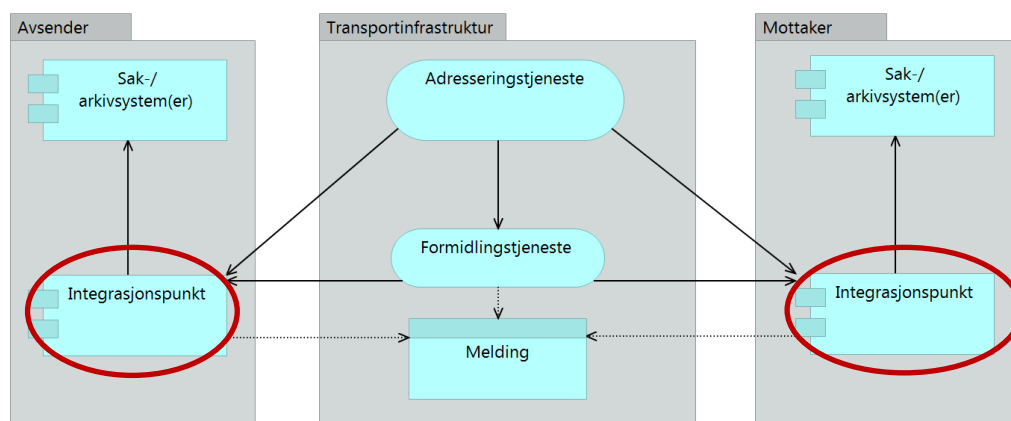 Avsender
Transportinfrastruktur
Mottaker
Sak-/
arkivsystem(er)
Adresseringstjeneste
Sak-/
arkivsystem(er)
Formidlingstjeneste
Integrasjonspunkt
Integrasjonspunkt
Melding